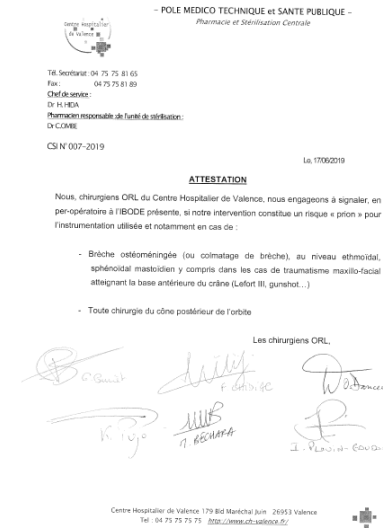 – POLE MEDICO TECHNIQUE et SANTE PUBLIQUE –
Pharmacie et Stérilisation Centrale
Centre Hospitalier
de Valence
Tél. Secrétariat : 04 75 75 81 65
Fax : 04 75 75 81 89
Chef de service :
Dr H. HIDA
Pharmacien responsable de l'unité de stérilisation :
Dr C.OMBE
CSI N° 007-2019
Le, 17/06/2019
ATTESTATION
Nous, chirurgiens ORL du Centre Hospitalier de Valence, nous engageons à signaler, en
per-opératoire à l'IBODE présente, si notre intervention constitue un risque « prion » pour
l'instrumentation utilisée et notamment en cas de :
- Brèche ostéoméningée (ou colmatage de brèche), au niveau ethmoïdal,
sphénoïdal mastoïdien y compris dans les cas de traumatisme maxillo-facial
atteignant la base antérieure du crâne (Lefort III, gunshot…)
- Toute chirurgie du cône postérieur de l'orbite
Les chirurgiens ORL,
K. Pujo
N. BECHARA
Centre Hospitalier de Valence 179 Bld Maréchal Juin 26953 Valence
Tel : 04 75 75 75 75 http://www.ch-valence.fr/